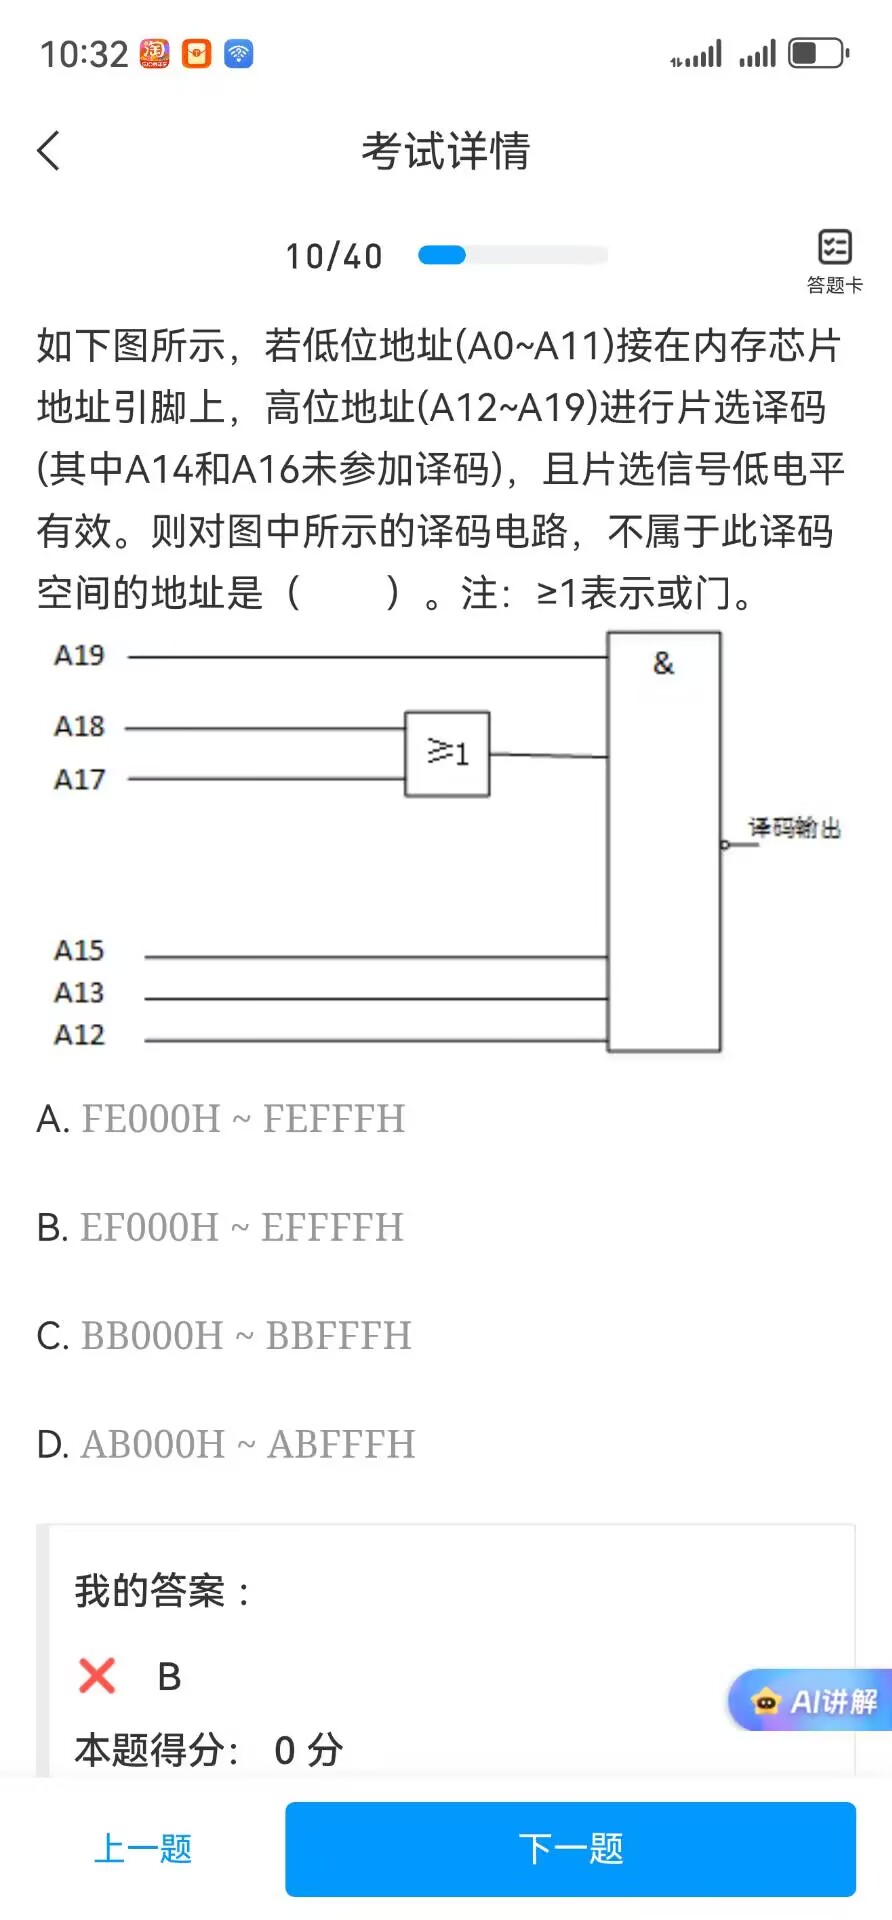 10:32
考试详情
10/40
答题卡
如下图所示，若低位地址(A0~A11)接在内存芯片
地址引脚上，高位地址(A12~A19)进行片选译码
(其中A14和A16未参加译码)，且片选信号低电平
有效。则对图中所示的译码电路，不属于此译码
空间的地址是（　　）。注：≥1表示或门。
A19
&
A18
≥1
A17
译码输出
A15
A13
A12
A. FE000H ~ FEFFFH
B. EF000H ~ EFFFFH
C. BB000H ~ BBFFFH
D. AB000H ~ ABFFFH
我的答案：
B
AI讲解
本题得分： 0 分
上一题
下一题